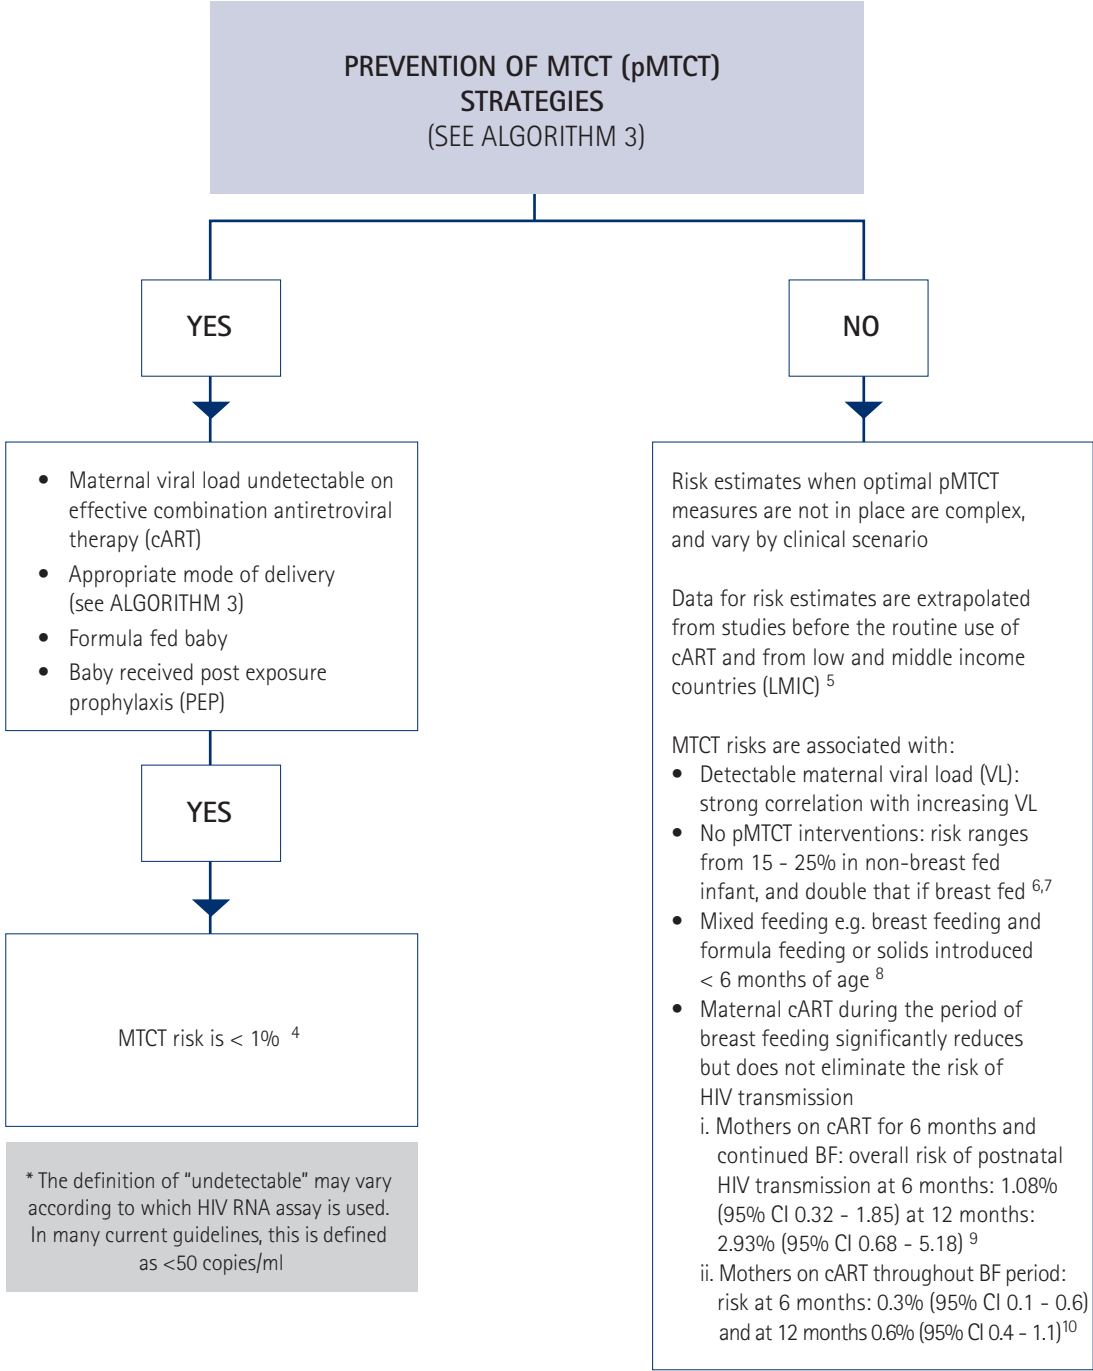 PREVENTION OF MTCT (pMTCT)
STRATEGIES
(SEE ALGORITHM 3)
YES
• Maternal viral load undetectable on
effective combination antiretroviral
therapy (cART)
• Appropriate mode of delivery
(see ALGORITHM 3)
• Formula fed baby
• Baby received post exposure
prophylaxis (PEP)
YES
MTCT risk is < 1% 4
* The definition of “undetectable” may vary
according to which HIV RNA assay is used.
In many current guidelines, this is defined
as <50 copies/ml
NO
Risk estimates when optimal pMTCT
measures are not in place are complex,
and vary by clinical scenario
Data for risk estimates are extrapolated
from studies before the routine use of
cART and from low and middle income
countries (LMIC) 5
MTCT risks are associated with:
• Detectable maternal viral load (VL):
strong correlation with increasing VL
• No pMTCT interventions: risk ranges
from 15 - 25% in non-breast fed
infant, and double that if breast fed 6,7
• Mixed feeding e.g. breast feeding and
formula feeding or solids introduced
< 6 months of age 8
• Maternal cART during the period of
breast feeding significantly reduces
but does not eliminate the risk of
HIV transmission
i. Mothers on cART for 6 months and
continued BF: overall risk of postnatal
HIV transmission at 6 months: 1.08%
(95% CI 0.32 - 1.85) at 12 months:
2.93% (95% CI 0.68 - 5.18) 9
ii. Mothers on cART throughout BF period:
risk at 6 months: 0.3% (95% CI 0.1 - 0.6)
and at 12 months 0.6% (95% CI 0.4 - 1.1)10